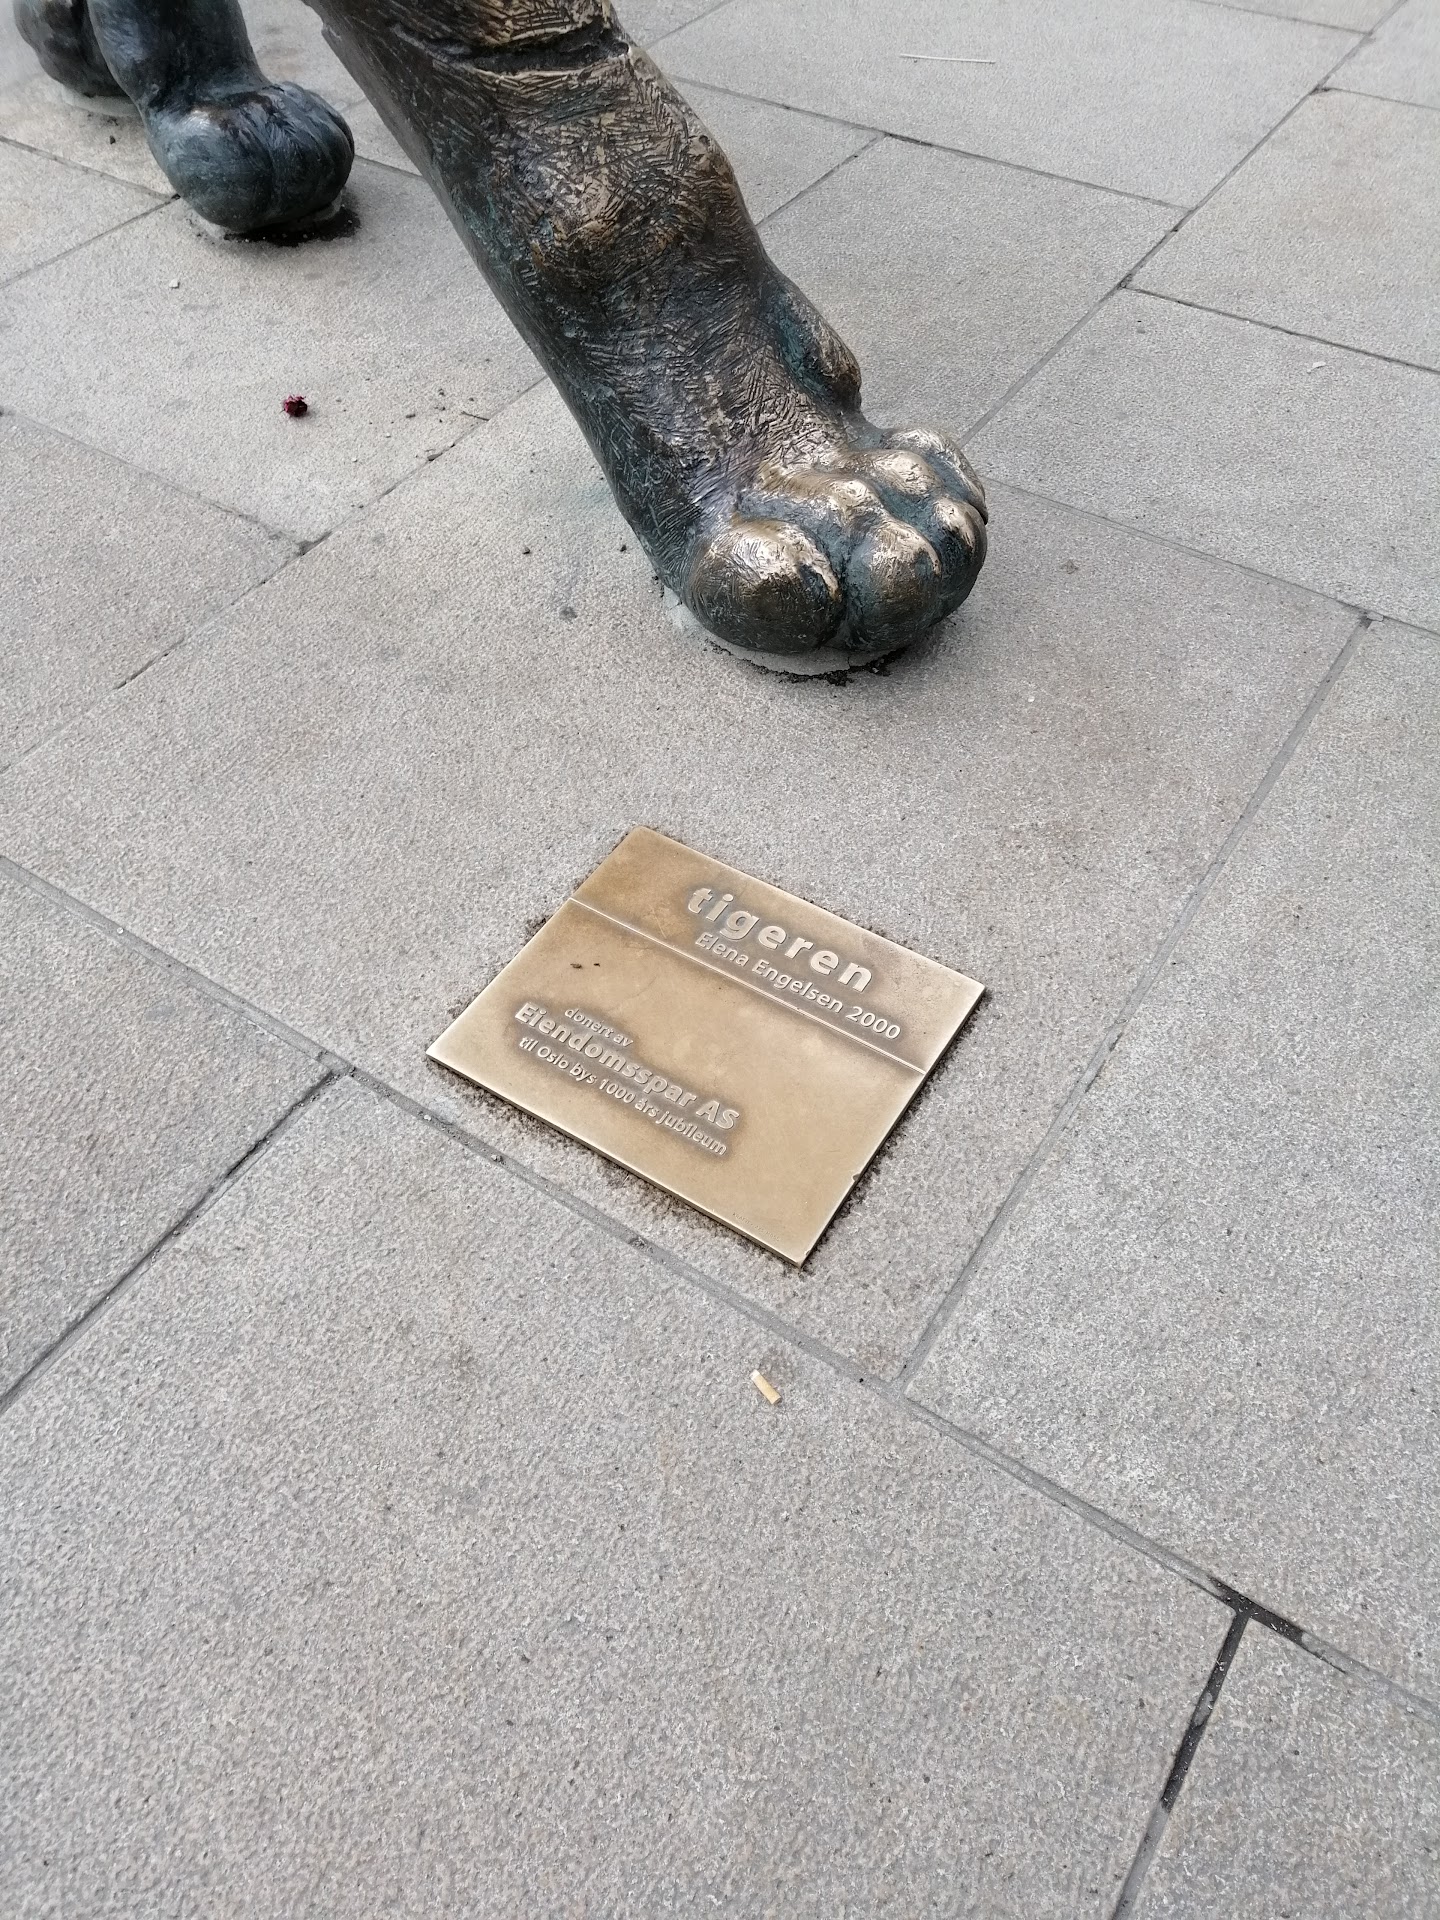 tigeren
Elena Engelsen 2000
donert av
Eiendomsspar AS
til Oslo bys 1000 års jubileum